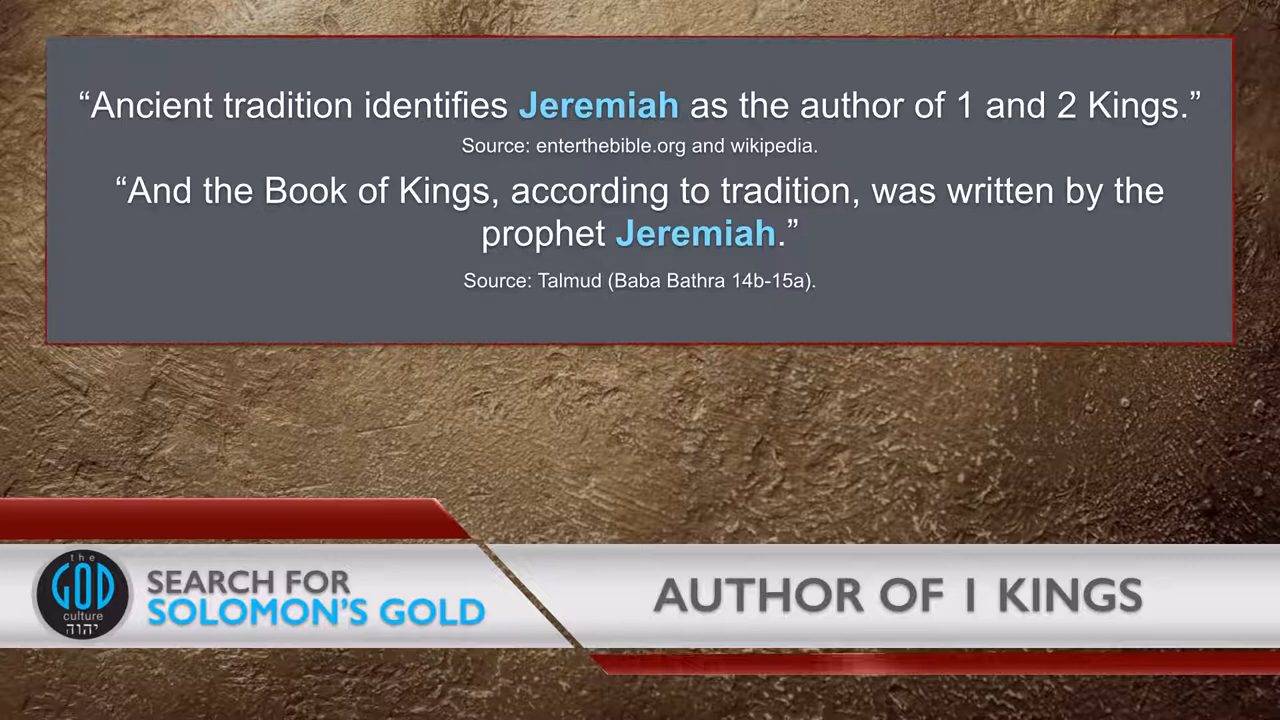 “Ancient tradition identifies Jeremiah as the author of 1 and 2 Kings.”
Source: enterthebible.org and wikipedia.
“And the Book of Kings, according to tradition, was written by the
prophet Jeremiah.”
Source: Talmud (Baba Bathra 14b-15a).
the
GOD
culture
יהוה
SEARCH FOR
SOLOMON’S GOLD
AUTHOR OF 1 KINGS